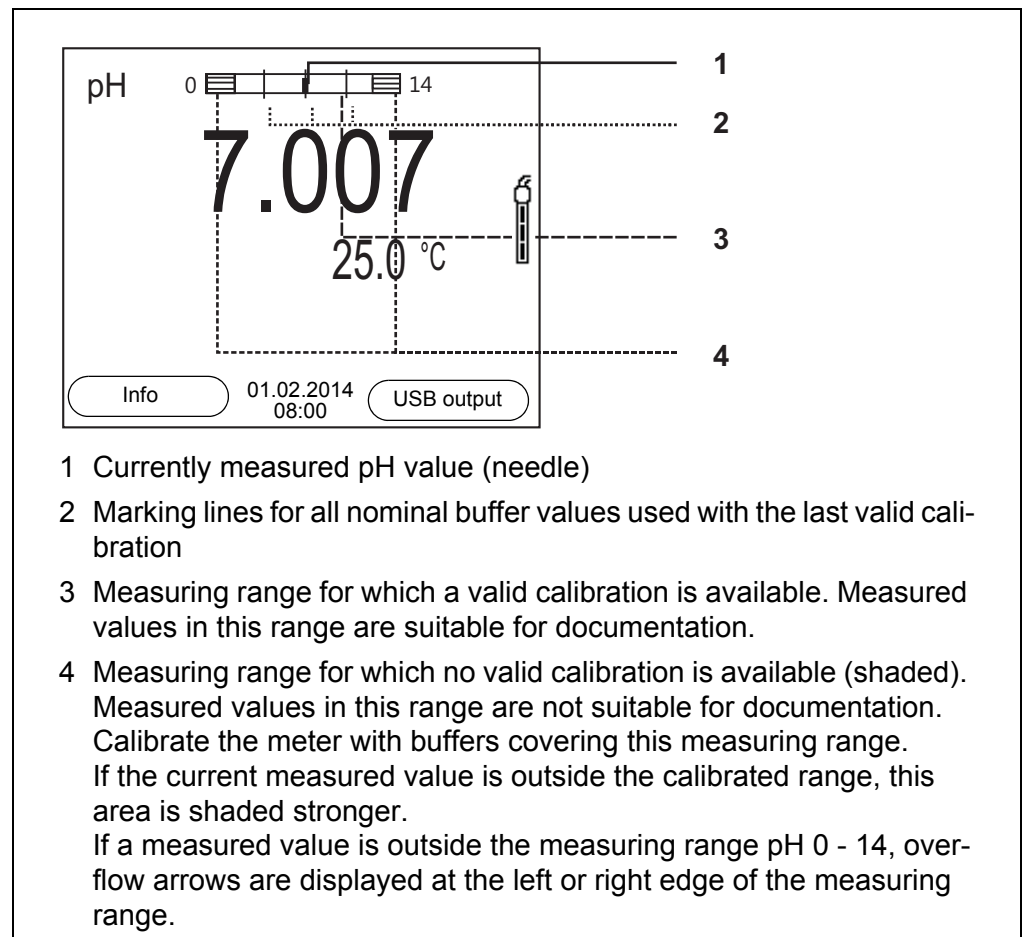 pH 0 14 1
2
7.007
3
25.0 °C
4
Info 01.02.2014 USB output
08:00
1 Currently measured pH value (needle)
2 Marking lines for all nominal buffer values used with the last valid cali-
bration
3 Measuring range for which a valid calibration is available. Measured
values in this range are suitable for documentation.
4 Measuring range for which no valid calibration is available (shaded).
Measured values in this range are not suitable for documentation.
Calibrate the meter with buffers covering this measuring range.
If the current measured value is outside the calibrated range, this
area is shaded stronger.
If a measured value is outside the measuring range pH 0 - 14, over-
flow arrows are displayed at the left or right edge of the measuring
range.